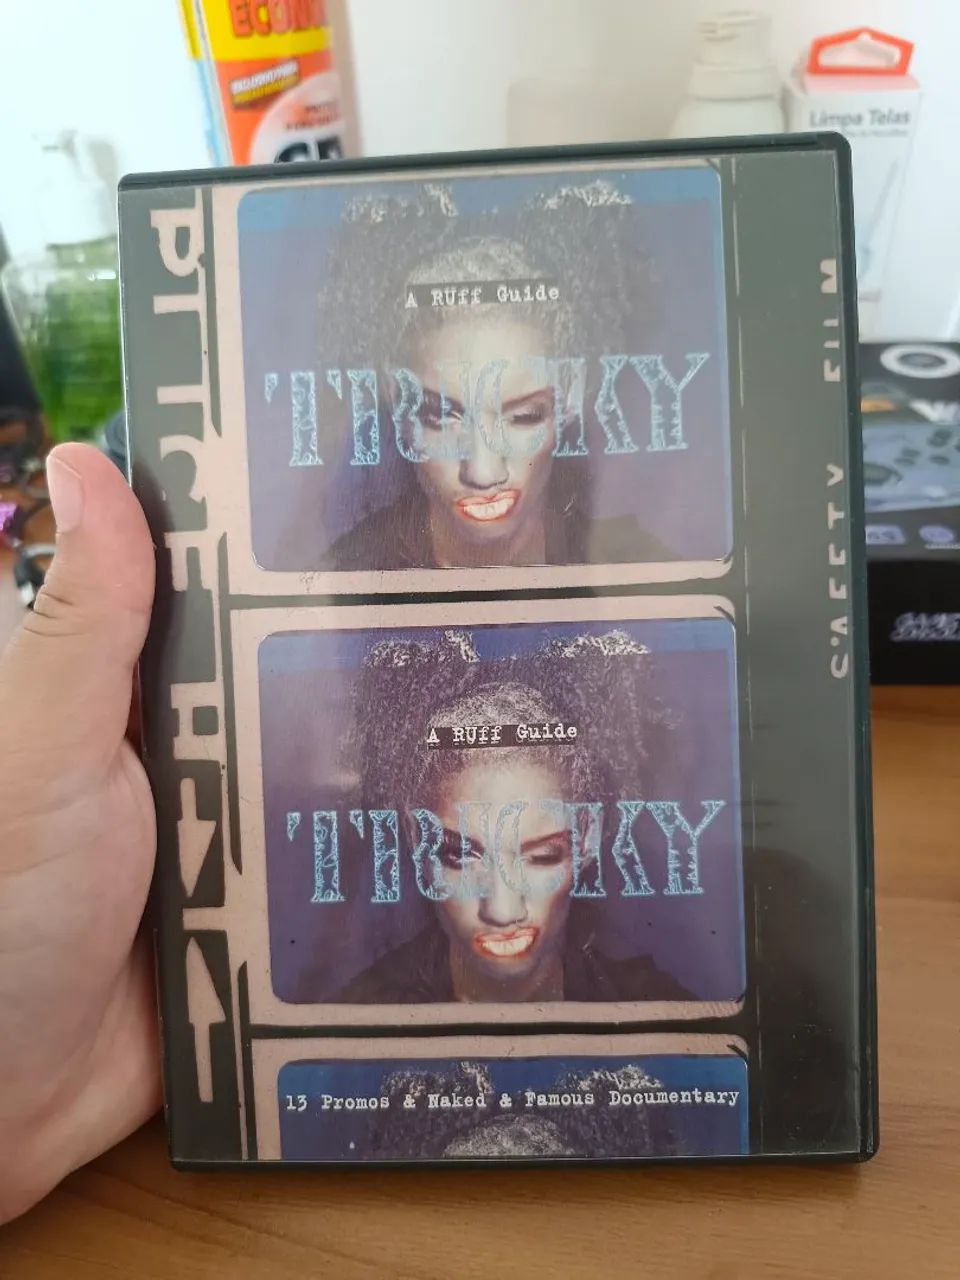 Limpa Telas
A RUff Guide
TRICKY
SAFETY FILM
A RUff Guide
TRICKY
13 Promos & Naked & Famous Documentary